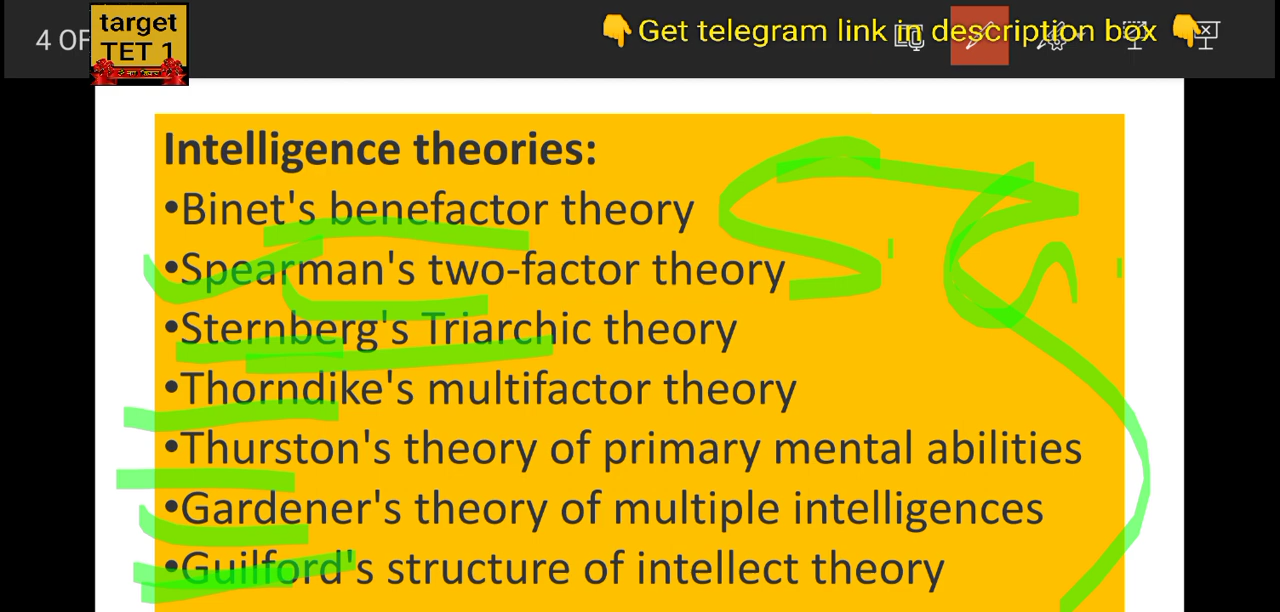 4 OF
target
TET 1
👇Get telegram link in description box 👇
Intelligence theories:
•Binet's benefactor theory
•Spearman's two-factor theory
•Sternberg's Triarchic theory
•Thorndike's multifactor theory
•Thurston's theory of primary mental abilities
•Gardener's theory of multiple intelligences
•Guilford's structure of intellect theory